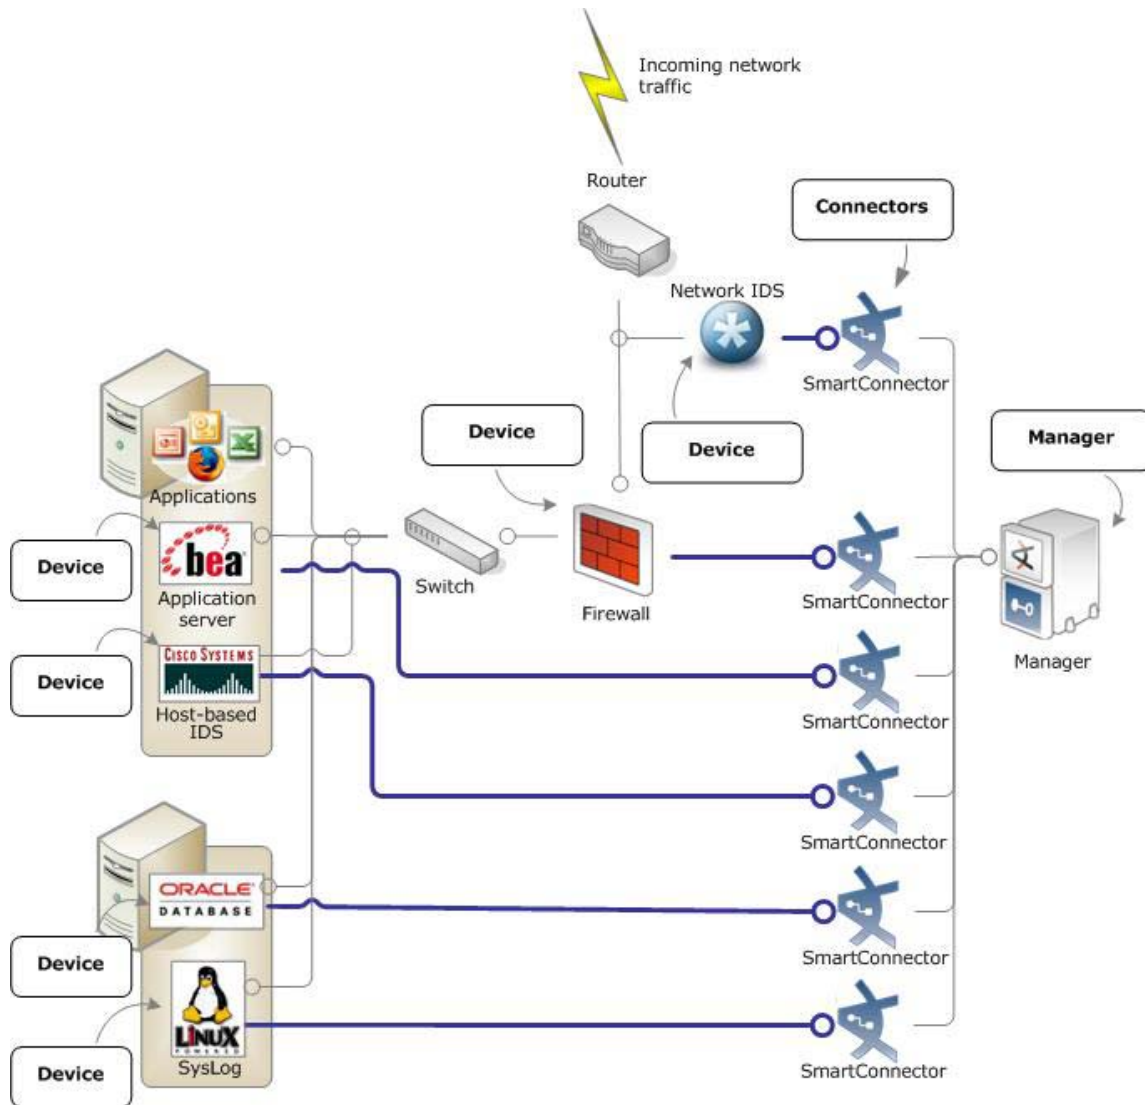 Incoming network
traffic
Router
Connectors
Network IDS
SmartConnector
Device
Device
Manager
Applications
Device
bea
Application
server
Switch
Firewall
SmartConnector
Manager
Device
CISCO SYSTEMS
Host-based
IDS
SmartConnector
SmartConnector
ORACLE
DATABASE
Device
SmartConnector
LINUX
POWERED
SysLog
Device
SmartConnector